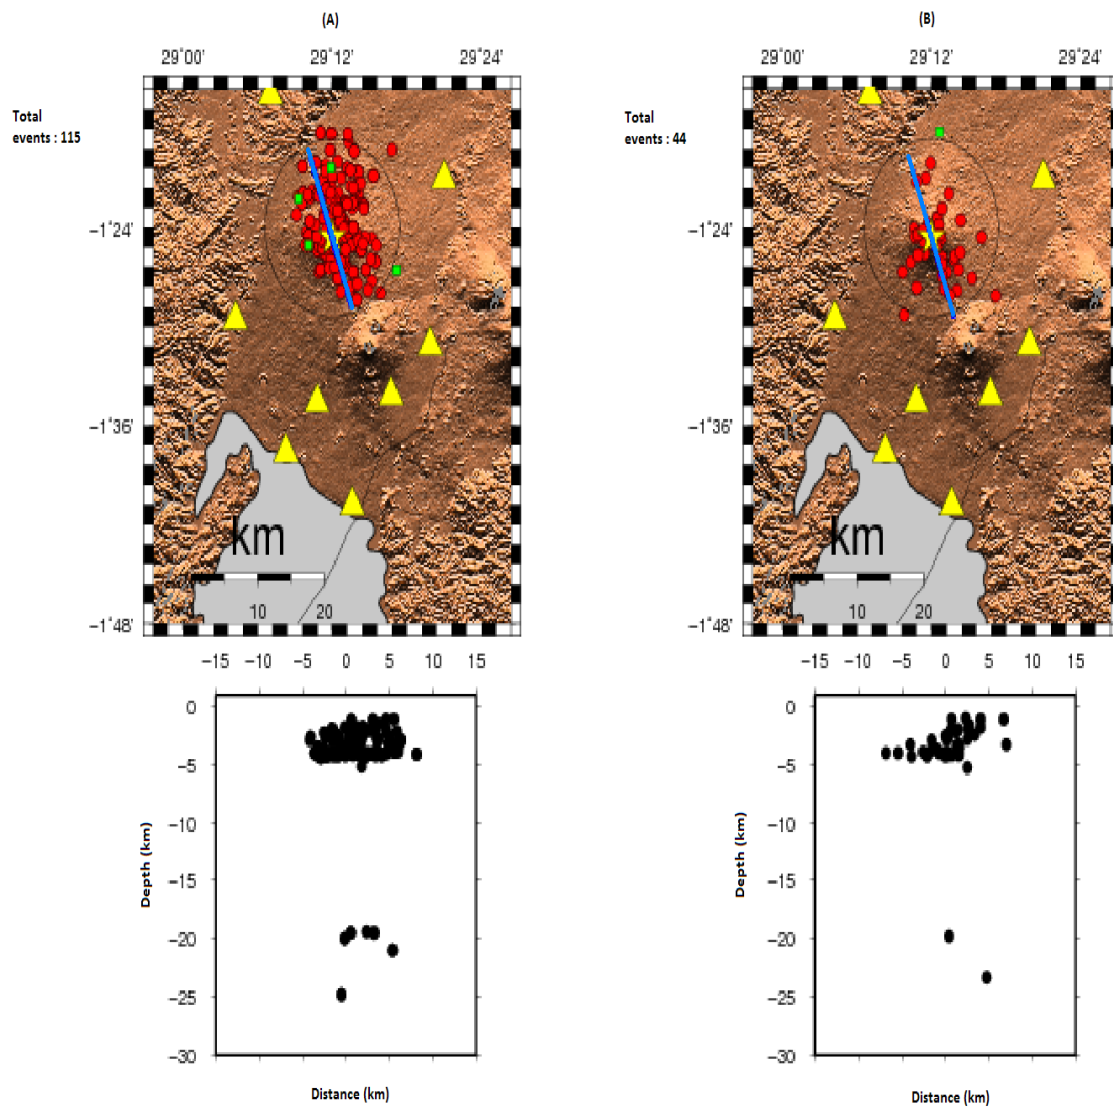 (A)
(B)
29°00' 29°12' 29°24'
29°00' 29°12' 29°24'
Total
events : 115
Total
events : 44
−1°24'
−1°24'
−1°36'
−1°36'
km
km
10 20
10 20
−1°48'
−1°48'
−15 −10 −5 0 5 10 15
−15 −10 −5 0 5 10 15
0
−5
−10
−15
−20
−25
−30
Depth (km)
Distance (km)
0
−5
−10
−15
−20
−25
−30
Depth (km)
Distance (km)